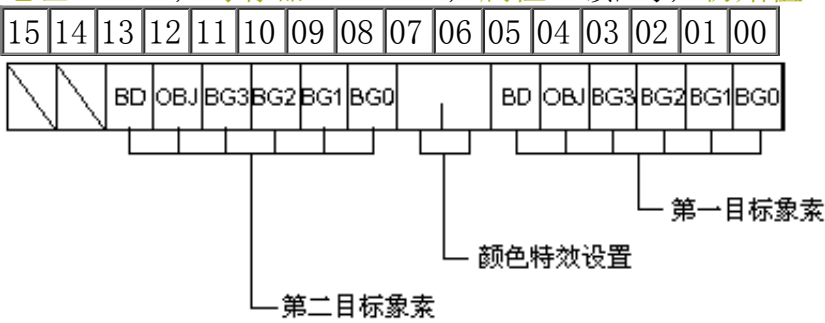 15 14 13 12 11 10 09 08 07 06 05 04 03 02 01 00
BD OBJ BG3 BG2 BG1 BG0 BD OBJ BG3 BG2 BG1 BG0
第一目标象素
颜色特效设置
第二目标象素